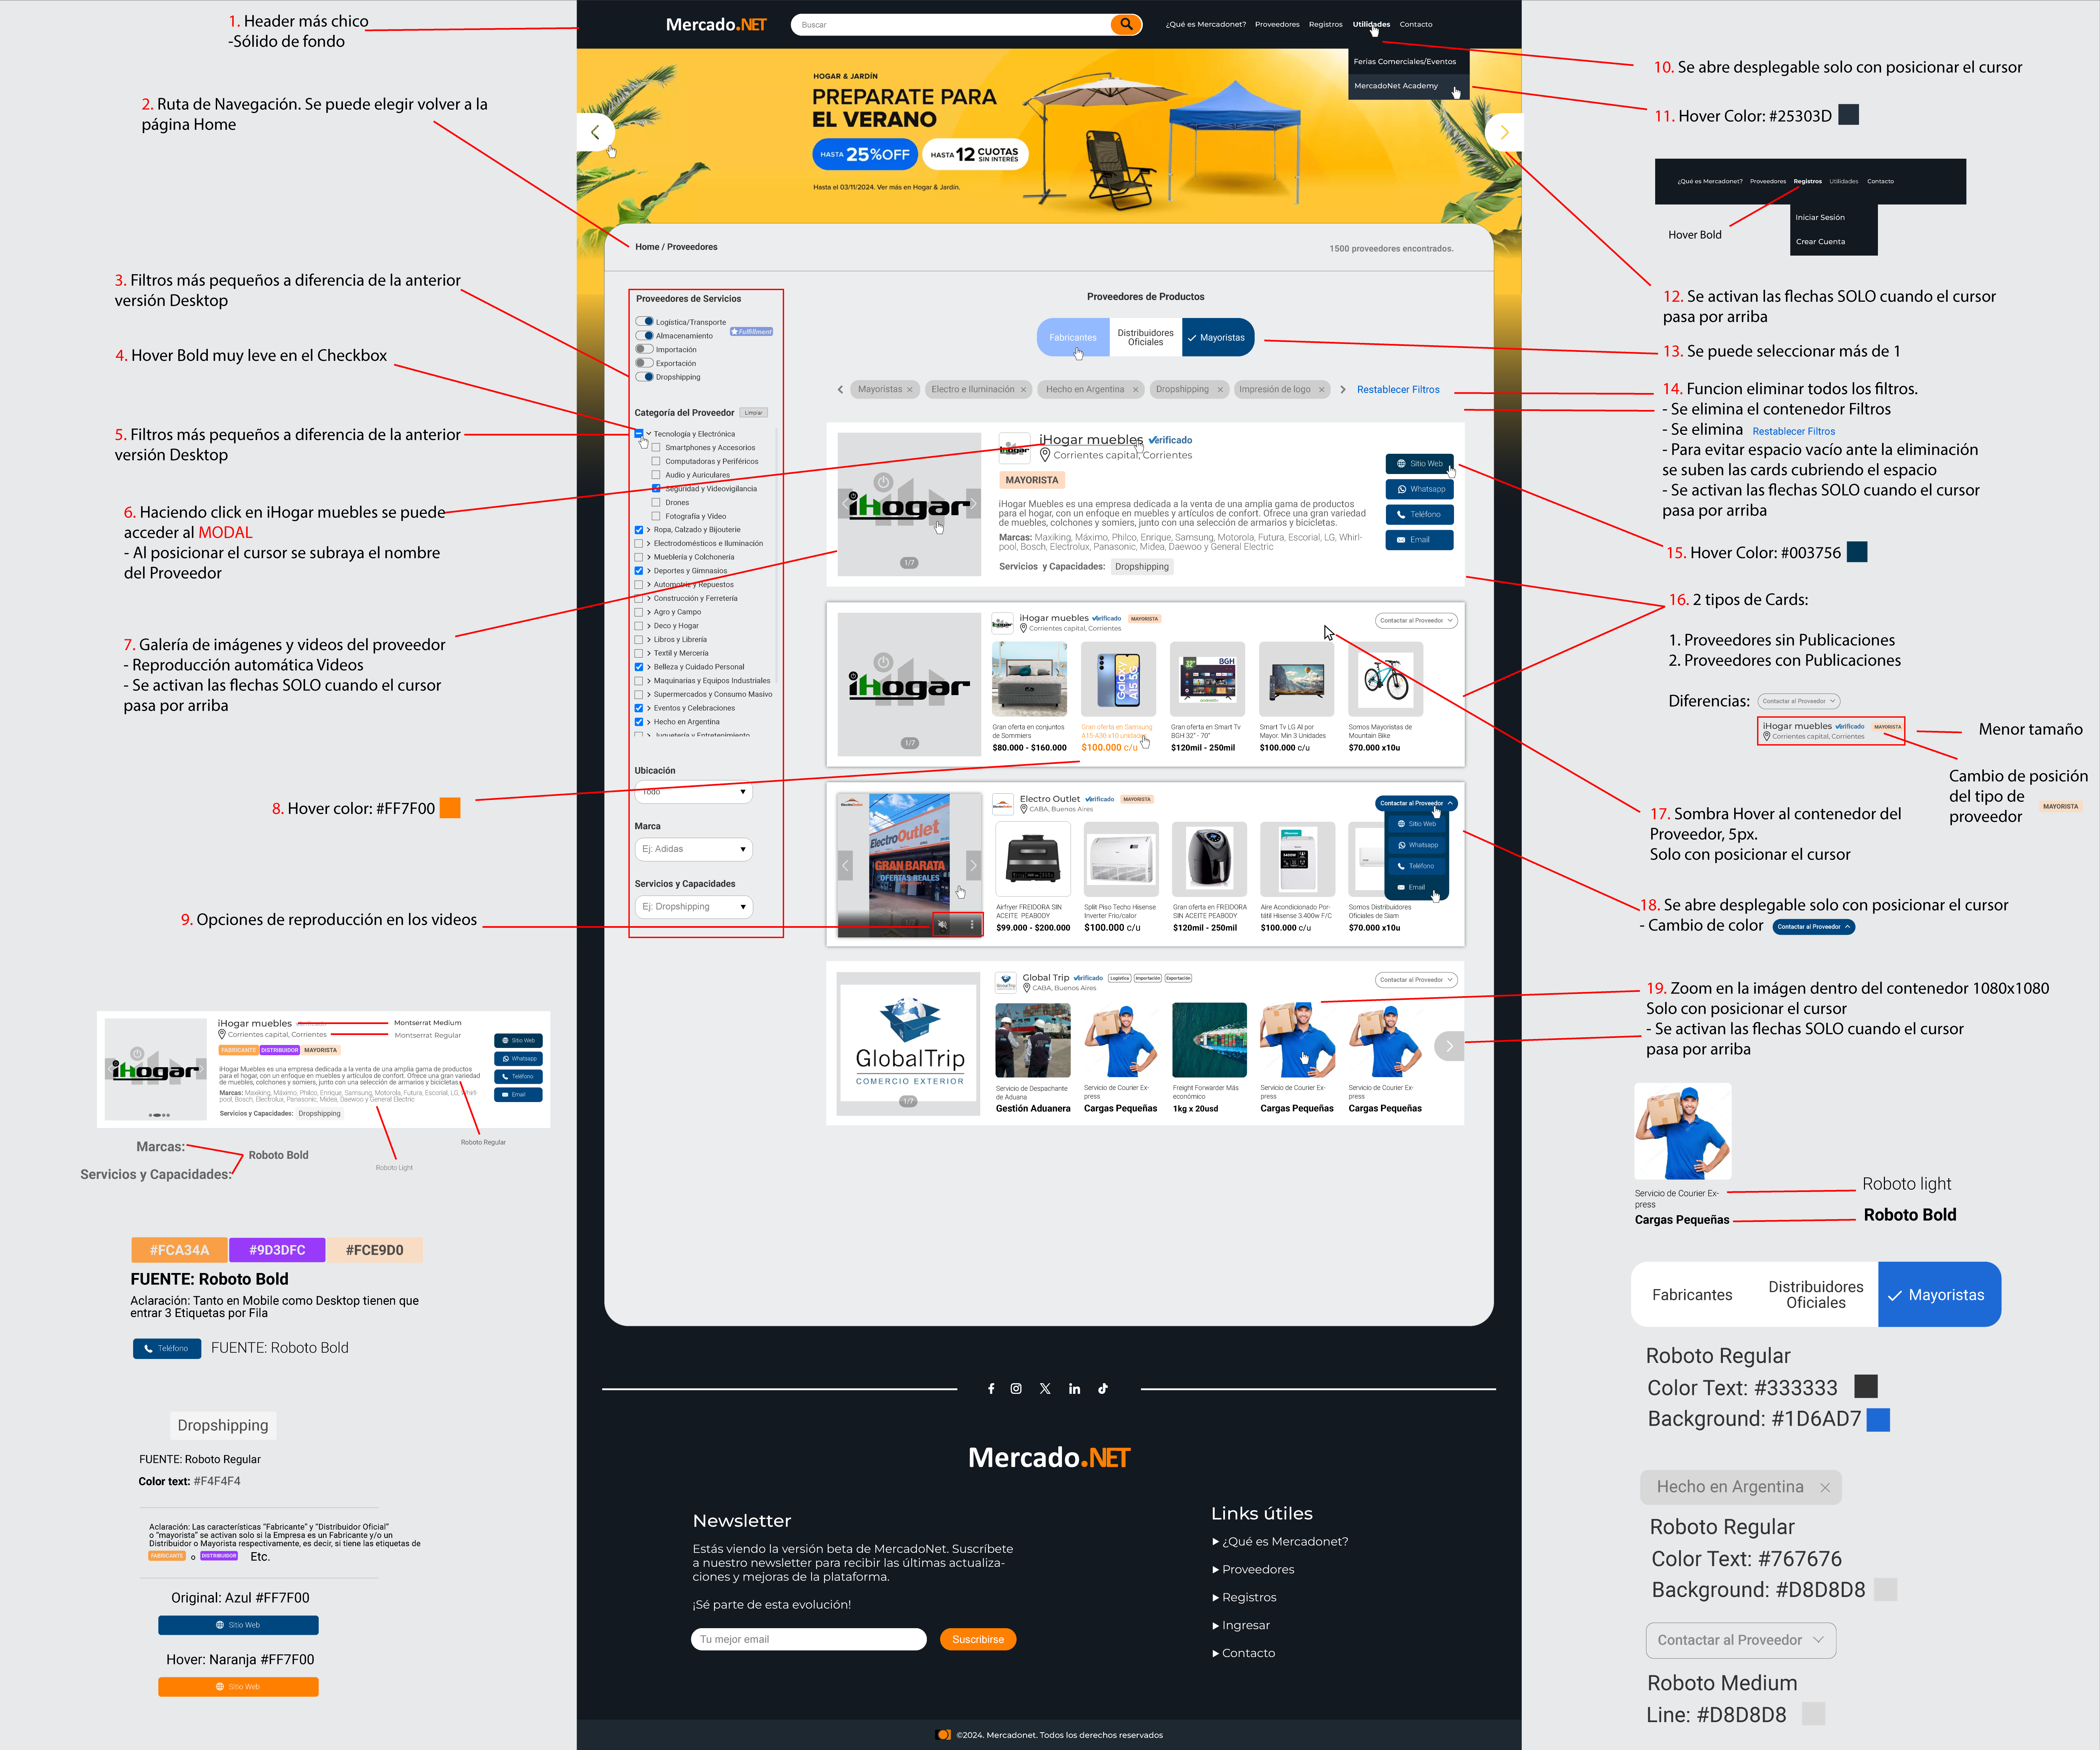 1. Header más chico
-Sólido de fondo
2. Ruta de Navegación. Se puede elegir volver a la
página Home
3. Filtros más pequeños a diferencia de la anterior
versión Desktop
4. Hover Bold muy leve en el Checkbox
5. Filtros más pequeños a diferencia de la anterior
versión Desktop
6. Haciendo click en iHogar muebles se puede
acceder al MODAL
- Al posicionar el cursor se subraya el nombre
del Proveedor
7. Galería de imágenes y videos del proveedor
- Reproducción automática Videos
- Se activan las flechas SOLO cuando el cursor
pasa por arriba
8. Hover color: #FF7F00
9. Opciones de reproducción en los videos
iHogar
iHogar muebles
Montserrat Medium
Corrientes capital, Corrientes
Montserrat Regular
FABRICANTE DISTRIBUIDOR MAYORISTA
iHogar Muebles es una empresa dedicada a la venta de una amplia gama de productos
para el hogar, con un enfoque en muebles y artículos de confort. Ofrece una gran variedad
de muebles, colchones y somiers, junto con una selección de armarios y bicicletas.
Marcas: Maxiking, Máximo, Philco, Enrique, Samsung, Motorola, Futura, Escorial, LG, Whirl-
pool, Bosch, Electrolux, Panasonic, Midea, Daewoo y General Electric
Servicios y Capacidades: Dropshipping
Sitio Web
Whatsapp
Teléfono
Email
Marcas:
Servicios y Capacidades:
Roboto Bold
Roboto Light
Roboto Regular
#FCA34A #9D3DFC #FCE9D0
FUENTE: Roboto Bold
Aclaración: Tanto en Mobile como Desktop tienen que
entrar 3 Etiquetas por Fila
Teléfono FUENTE: Roboto Bold
Dropshipping
FUENTE: Roboto Regular
Color text: #F4F4F4
Aclaración: Las características "Fabricante" y "Distribuidor Oficial"
o "mayorista" se activan solo si la Empresa es un Fabricante y/o un
Distribuidor o Mayorista respectivamente, es decir, si tiene las etiquetas de
FABRICANTE o DISTRIBUIDOR Etc.
Original: Azul #FF7F00
Sitio Web
Hover: Naranja #FF7F00
Sitio Web
Mercado.NET
Buscar
¿Qué es Mercadonet? Proveedores Registros Utilidades Contacto
Ferias Comerciales/Eventos
MercadoNet Academy
HOGAR & JARDÍN
PREPARATE PARA
EL VERANO
HASTA 25%OFF
HASTA 12 CUOTAS
SIN INTERÉS
Hasta el 03/11/2024. Ver más en Hogar & Jardín.
Home / Proveedores
1500 proveedores encontrados.
Proveedores de Servicios
Logística/Transporte
Almacenamiento
Fulfillment
Importación
Exportación
Dropshipping
Categoría del Proveedor Limpiar
Tecnología y Electrónica
Smartphones y Accesorios
Computadoras y Periféricos
Audio y Auriculares
Seguridad y Videovigilancia
Drones
Fotografía y Video
Ropa, Calzado y Bijouterie
Electrodomésticos e Iluminación
Mueblería y Colchonería
Deportes y Gimnasios
Automotriz y Repuestos
Construcción y Ferretería
Agro y Campo
Deco y Hogar
Libros y Librería
Textil y Mercería
Belleza y Cuidado Personal
Maquinarias y Equipos Industriales
Supermercados y Consumo Masivo
Eventos y Celebraciones
Hecho en Argentina
Juguetería y Entretenimiento
Ubicación
Todo
Marca
Ej: Adidas
Servicios y Capacidades
Ej: Dropshipping
Proveedores de Productos
Fabricantes
Distribuidores
Oficiales
Mayoristas
Mayoristas Electro e Iluminación Hecho en Argentina Dropshipping Impresión de logo Restablecer Filtros
iHogar
1/7
iHogar
iHogar muebles Verificado
Corrientes capital, Corrientes
MAYORISTA
iHogar Muebles es una empresa dedicada a la venta de una amplia gama de productos
para el hogar, con un enfoque en muebles y artículos de confort. Ofrece una gran variedad
de muebles, colchones y somiers, junto con una selección de armarios y bicicletas.
Marcas: Maxiking, Máximo, Philco, Enrique, Samsung, Motorola, Futura, Escorial, LG, Whirl-
pool, Bosch, Electrolux, Panasonic, Midea, Daewoo y General Electric
Servicios y Capacidades: Dropshipping
Sitio Web
Whatsapp
Teléfono
Email
iHogar
1/7
iHogar
iHogar muebles Verificado MAYORISTA
Corrientes capital, Corrientes
Contactar al Proveedor
Galaxy
A15 5G
32"
BGH
Gran oferta en conjuntos
de Sommiers
$80.000 - $160.000
Gran oferta en Samsung
A15-A30 x10 unidades
$100.000 c/u
Gran oferta en Smart Tv
BGH 32" - 70"
$120mil - 250mil
Smart Tv LG Al por
Mayor. Min 3 Unidades
$100.000 c/u
Somos Mayoristas de
Mountain Bike
$70.000 x10u
ElectroOutlet
GRAN BARATA
OFERTAS REALES
1/7
Electro Outlet Verificado MAYORISTA
CABA, Buenos Aires
Contactar al Proveedor
Sitio Web
Whatsapp
Teléfono
Email
Airfryer FREIDORA SIN
ACEITE PEABODY
$99.000 - $200.000
Split Piso Techo Hisense
Inverter Frio/calor
$100.000 c/u
Gran oferta en FREIDORA
SIN ACEITE PEABODY
$120mil - 250mil
Aire Acondicionado Por-
tátil Hisense 3.400w F/C
$100.000 c/u
Somos Distribuidores
Oficiales de Siam
$70.000 x10u
GlobalTrip
COMERCIO EXTERIOR
1/7
Global Trip Verificado Logística Importación Exportación
CABA, Buenos Aires
Contactar al Proveedor
Servicio de Despachante
de Aduana
Gestión Aduanera
Servicio de Courier Ex-
press
Cargas Pequeñas
Freight Forwarder Más
económico
1kg x 20usd
Servicio de Courier Ex-
press
Cargas Pequeñas
Servicio de Courier Ex-
press
Cargas Pequeñas
Mercado.NET
Newsletter
Estás viendo la versión beta de MercadoNet. Suscríbete
a nuestro newsletter para recibir las últimas actualiza-
ciones y mejoras de la plataforma.
¡Sé parte de esta evolución!
Tu mejor email
Suscribirse
Links útiles
¿Qué es Mercadonet?
Proveedores
Registros
Ingresar
Contacto
©2024. Mercadonet. Todos los derechos reservados
10. Se abre desplegable solo con posicionar el cursor
11. Hover Color: #25303D
¿Qué es Mercadonet? Proveedores Registros Utilidades Contacto
Iniciar Sesión
Crear Cuenta
Hover Bold
12. Se activan las flechas SOLO cuando el cursor
pasa por arriba
13. Se puede seleccionar más de 1
14. Funcion eliminar todos los filtros.
- Se elimina el contenedor Filtros
- Se elimina Restablecer Filtros
- Para evitar espacio vacío ante la eliminación
se suben las cards cubriendo el espacio
- Se activan las flechas SOLO cuando el cursor
pasa por arriba
15. Hover Color: #003756
16. 2 tipos de Cards:
1. Proveedores sin Publicaciones
2. Proveedores con Publicaciones
Diferencias: Contactar al Proveedor
iHogar muebles Verificado MAYORISTA
Corrientes capital, Corrientes
Menor tamaño
Cambio de posición
del tipo de
proveedor
MAYORISTA
17. Sombra Hover al contenedor del
Proveedor, 5px.
Solo con posicionar el cursor
18. Se abre desplegable solo con posicionar el cursor
- Cambio de color Contactar al Proveedor
19. Zoom en la imágen dentro del contenedor 1080x1080
Solo con posicionar el cursor
- Se activan las flechas SOLO cuando el cursor
pasa por arriba
Servicio de Courier Ex-
press
Roboto light
Cargas Pequeñas
Roboto Bold
Fabricantes
Distribuidores
Oficiales
Mayoristas
Roboto Regular
Color Text: #333333
Background: #1D6AD7
Hecho en Argentina
Roboto Regular
Color Text: #767676
Background: #D8D8D8
Contactar al Proveedor
Roboto Medium
Line: #D8D8D8